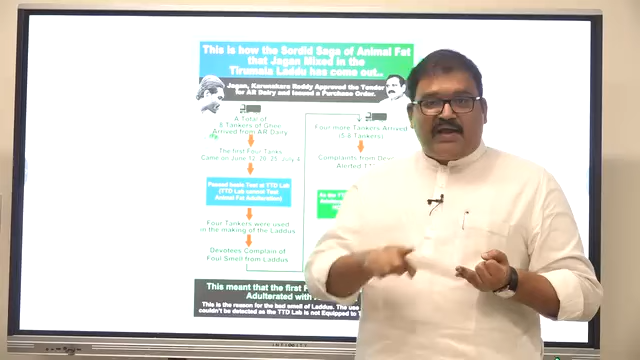 This is how the Sordid Saga of Animal Fat
that Jagan Mixed in the
Tirumala Laddu has come out..
Jagan, Karunakara Reddy Approved the Tender
for AR Dairy and Issued a Purchase Order.
A Total of
8 Tankers of Ghee
Arrived from AR Dairy
The first Four Tanks
Came on June 12, 20, 25, July 6
Passed basic Test at TTD Lab
(TTD Lab cannot Test
Animal Fat Adulteration)
Four Tankers were used
in the making of the Laddus
Devotees Complain of
Foul Smell from Laddus
Four more Tankers Arrived
(5-8 Tankers)
Complaints from
Alerted
As the
This meant that the first
Adulterated with
This is the reason for the bad smell of Laddus. The use
couldn't be detected as the TTD Lab is not Equipped to